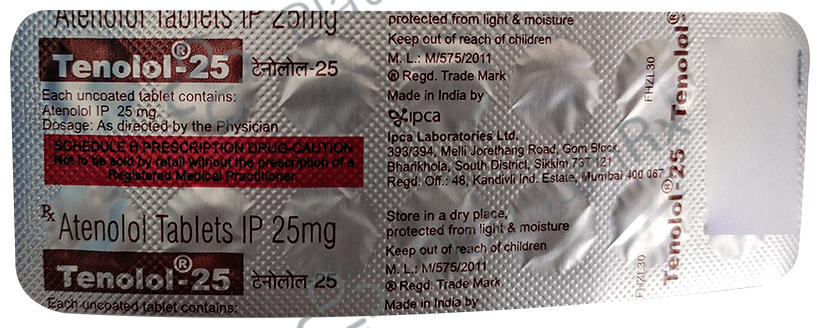 Atenolol Tablets IP 25mg
Tenolol®-25 टेनोलोल-25
Each uncoated tablet contains:
Atenolol IP 25 mg.
Dosage: As directed by the Physician
SCHEDULE H PRESCRIPTION DRUG-CAUTION
Not to be sold by retail without the prescription of a
Registered Medical Practitioner.
Rx Atenolol Tablets IP 25mg
Tenolol®-25 टेनोलोल-25
Each uncoated tablet contains:
protected from light & moisture
Keep out of reach of children
M. L.: M/575/2011
® Regd. Trade Mark
Made in India by
ipca
Ipca Laboratories Ltd.
393/394, Melli Jorethang Road, Gom Block,
Bhankhola, South District, Sikkim 737 121
Regd. Off.: 48, Kandivli Ind. Estate, Mumbai 400 067
Store in a dry place,
protected from light & moisture
Keep out of reach of children
M. L.: M/575/2011
® Regd. Trade Mark
Made in India by
FHZL30
FHZL30
Tenolol®-25
Tenolol®